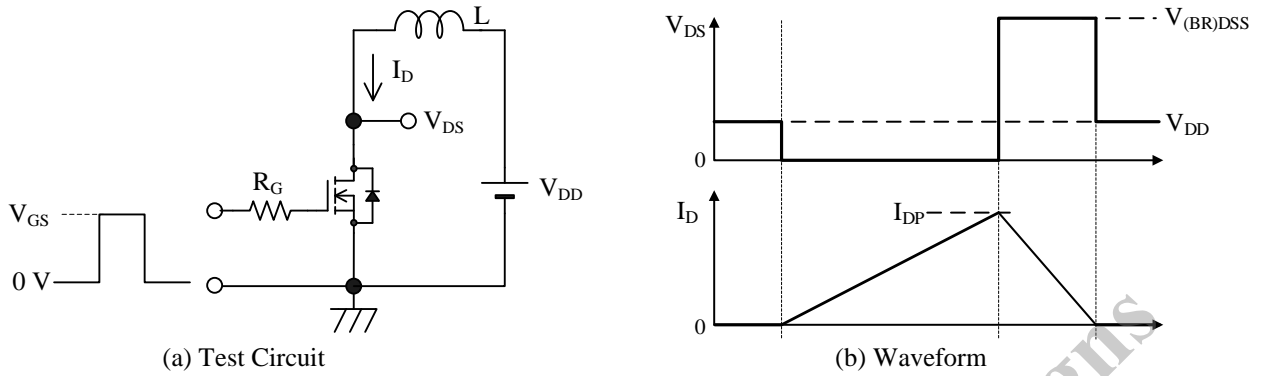 L
I_D
V_DS
R_G
V_DD
V_GS
0 V
(a) Test Circuit
V_DS
V_(BR)DSS
V_DD
0
I_D
I_DP
0
(b) Waveform